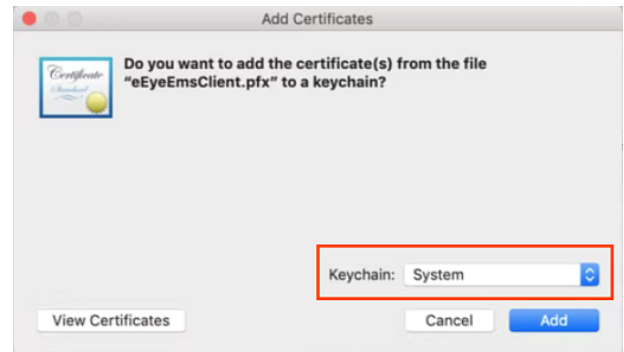 Add Certificates
Certificate
Standard
Do you want to add the certificate(s) from the file
“eEyeEmsClient.pfx” to a keychain?
Keychain: System
View Certificates Cancel Add